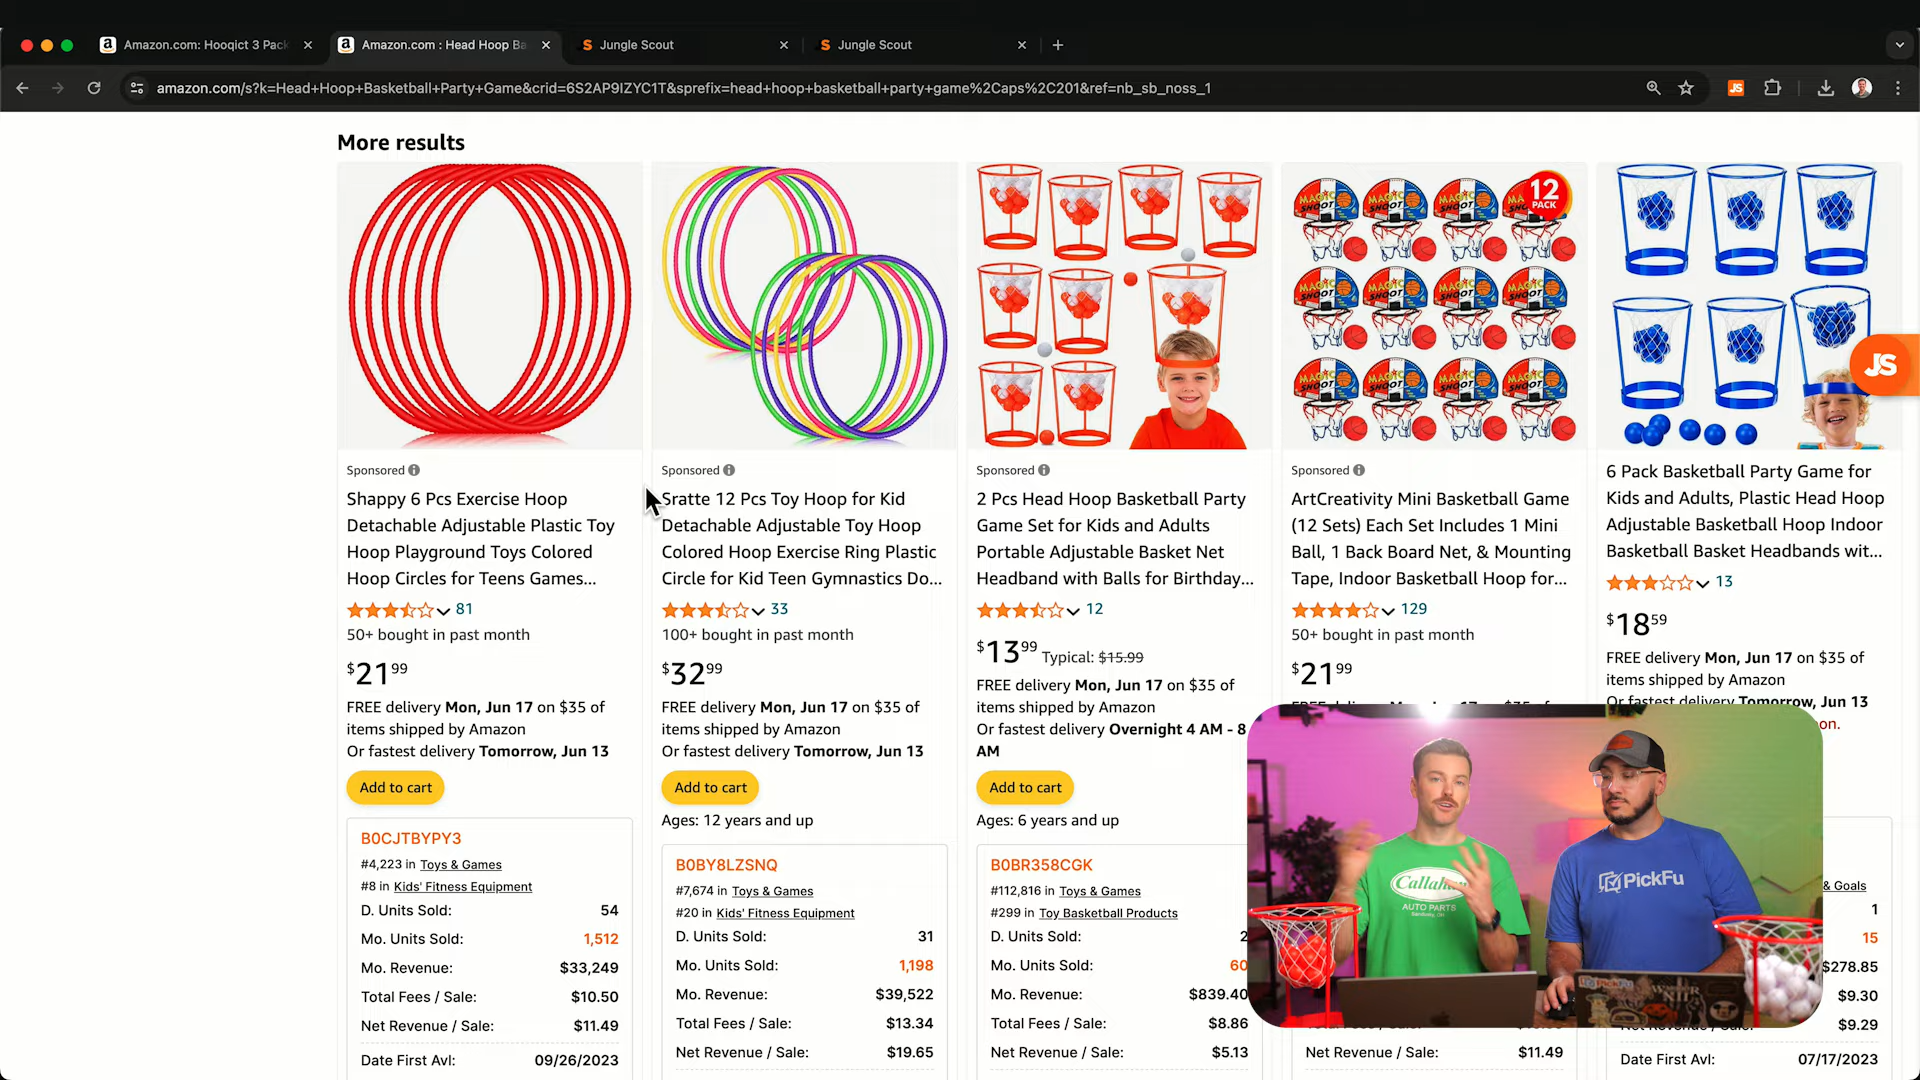 Amazon.com: Hooqict 3 Pack
Amazon.com : Head Hoop Ba
Jungle Scout
Jungle Scout
amazon.com/s?k=Head+Hoop+Basketball+Party+Game&crid=6S2AP9IZYC1T&sprefix=head+hoop+basketball+party+game%2Caps%2C201&ref=nb_sb_noss_1
JS
More results
12
PACK
MAGIC
SHOOT
JS
Sponsored
Shappy 6 Pcs Exercise Hoop
Detachable Adjustable Plastic Toy
Hoop Playground Toys Colored
Hoop Circles for Teens Games...
81
50+ bought in past month
$21.99
FREE delivery Mon, Jun 17 on $35 of
items shipped by Amazon
Or fastest delivery Tomorrow, Jun 13
Add to cart
B0CJTBYPY3
#4,223 in Toys & Games
#8 in Kids' Fitness Equipment
D. Units Sold: 54
Mo. Units Sold: 1,512
Mo. Revenue: $33,249
Total Fees / Sale: $10.50
Net Revenue / Sale: $11.49
Date First Avl: 09/26/2023
Sponsored
Sratte 12 Pcs Toy Hoop for Kid
Detachable Adjustable Toy Hoop
Colored Hoop Exercise Ring Plastic
Circle for Kid Teen Gymnastics Do...
33
100+ bought in past month
$32.99
FREE delivery Mon, Jun 17 on $35 of
items shipped by Amazon
Or fastest delivery Tomorrow, Jun 13
Add to cart
Ages: 12 years and up
B0BY8LZSNQ
#7,674 in Toys & Games
#20 in Kids' Fitness Equipment
D. Units Sold: 31
Mo. Units Sold: 1,198
Mo. Revenue: $39,522
Total Fees / Sale: $13.34
Net Revenue / Sale: $19.65
Sponsored
2 Pcs Head Hoop Basketball Party
Game Set for Kids and Adults
Portable Adjustable Basket Net
Headband with Balls for Birthday...
12
$13.99 Typical: $15.99
FREE delivery Mon, Jun 17 on $35 of
items shipped by Amazon
Or fastest delivery Overnight 4 AM - 8
AM
Add to cart
Ages: 6 years and up
B0BR358CGK
#112,816 in Toys & Games
#299 in Toy Basketball Products
D. Units Sold: 2
Mo. Units Sold: 60
Mo. Revenue: $839.40
Total Fees / Sale: $8.86
Net Revenue / Sale: $5.13
Sponsored
ArtCreativity Mini Basketball Game
(12 Sets) Each Set Includes 1 Mini
Ball, 1 Back Board Net, & Mounting
Tape, Indoor Basketball Hoop for...
129
50+ bought in past month
$21.99
Net Revenue / Sale: $11.49
6 Pack Basketball Party Game for
Kids and Adults, Plastic Head Hoop
Adjustable Basketball Hoop Indoor
Basketball Basket Headbands wit...
13
$18.59
FREE delivery Mon, Jun 17 on $35 of
items shipped by Amazon
Or fastest delivery Tomorrow, Jun 13
on.
& Goals
1
15
$278.85
$9.30
$9.29
Date First Avl: 07/17/2023
Callahan
AUTO PARTS
Sandusky, OH
PickFu